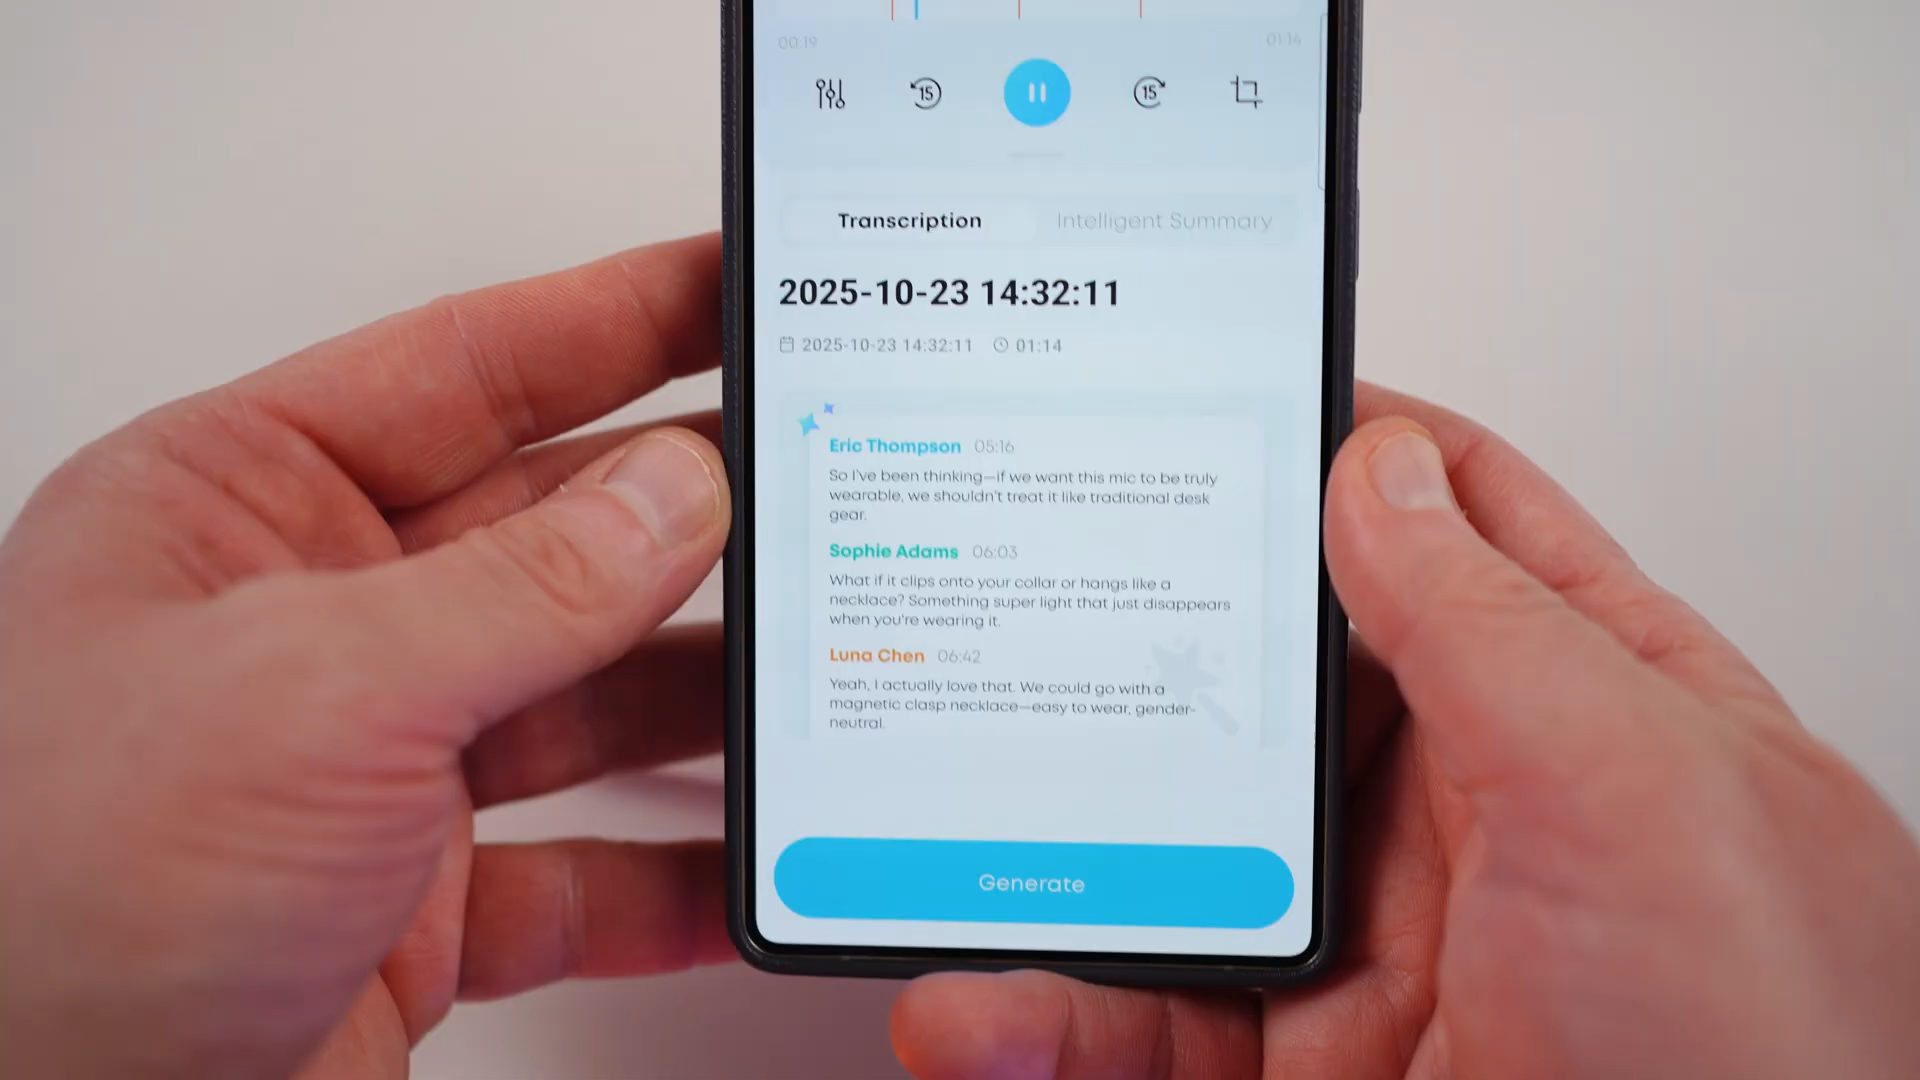 00:19 01:14
15 15
Transcription Intelligent Summary
2025-10-23 14:32:11
2025-10-23 14:32:11 01:14
Eric Thompson 05:16
So I've been thinking—if we want this mic to be truly
wearable, we shouldn't treat it like traditional desk
gear.
Sophie Adams 06:03
What if it clips onto your collar or hangs like a
necklace? Something super light that just disappears
when you're wearing it.
Luna Chen 06:42
Yeah, I actually love that. We could go with a
magnetic clasp necklace—easy to wear, gender-
neutral.
Generate